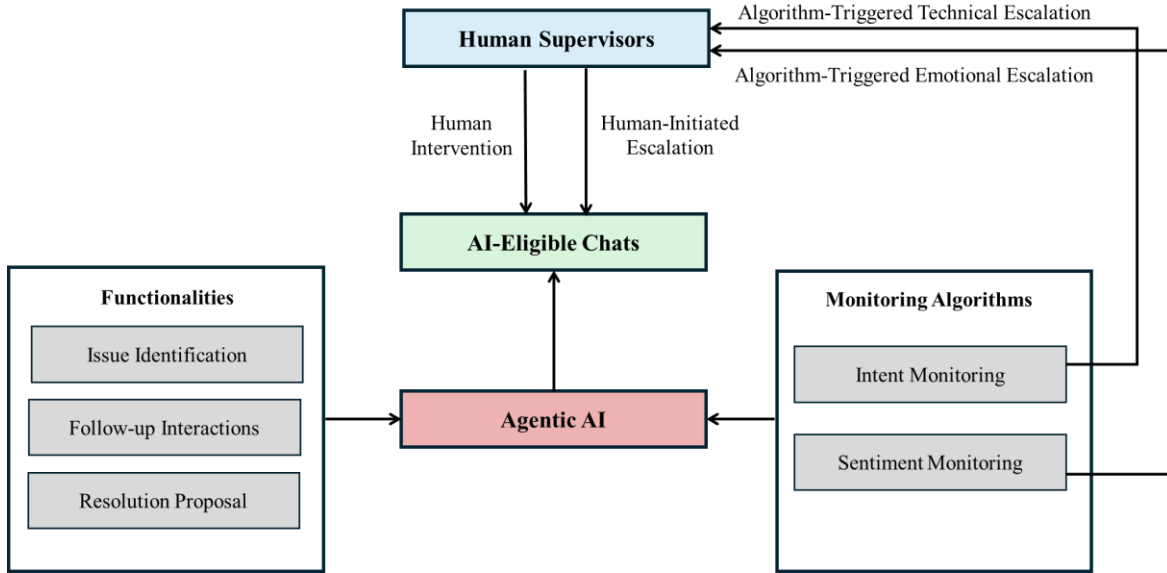 Algorithm-Triggered Technical Escalation
Human Supervisors
Algorithm-Triggered Emotional Escalation
Human
Intervention
Human-Initiated
Escalation
AI-Eligible Chats
Functionalities
Issue Identification
Follow-up Interactions
Resolution Proposal
Agentic AI
Monitoring Algorithms
Intent Monitoring
Sentiment Monitoring